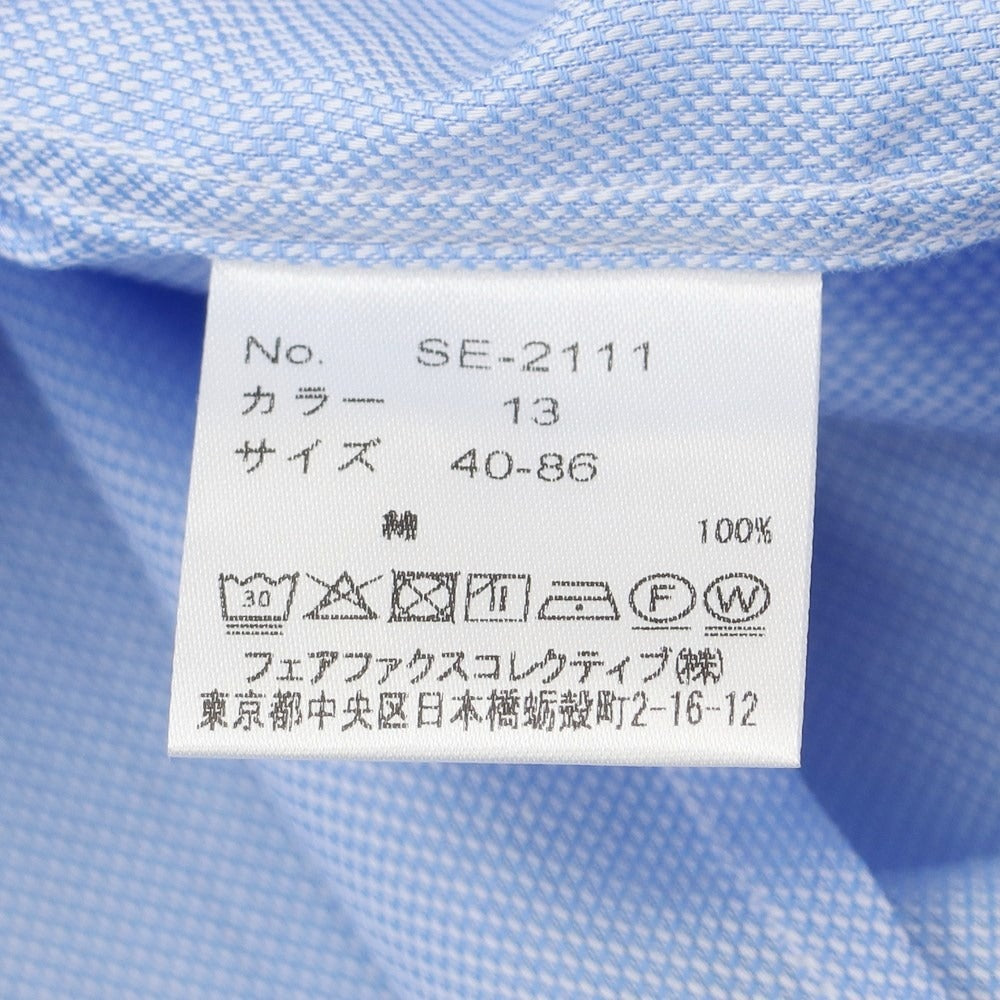 No. SE-2111
カラー 13
サイズ 40-86
綿 100%
30 F W
フェアファクスコレクティブ(株)
東京都中央区日本橋蛎殻町2-16-12